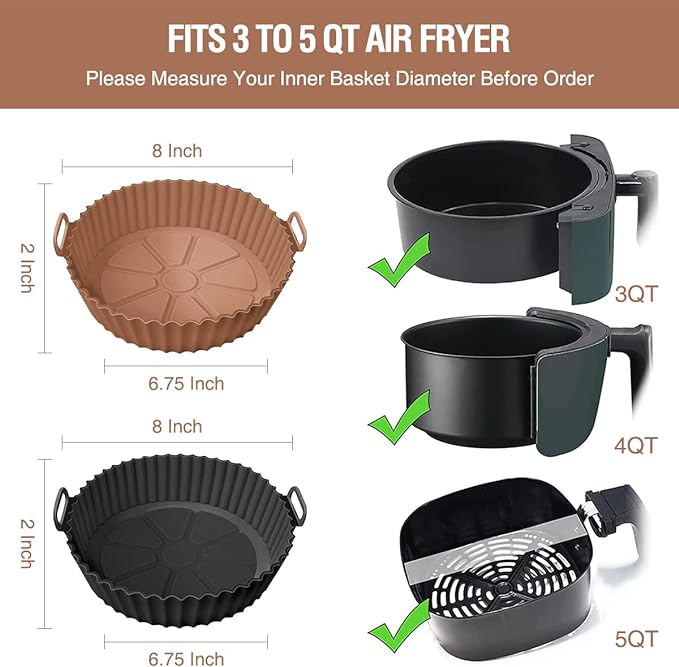 FITS 3 TO 5 QT AIR FRYER
Please Measure Your Inner Basket Diameter Before Order
8 Inch
2 Inch
6.75 Inch
8 Inch
2 Inch
6.75 Inch
3QT
4QT
5QT